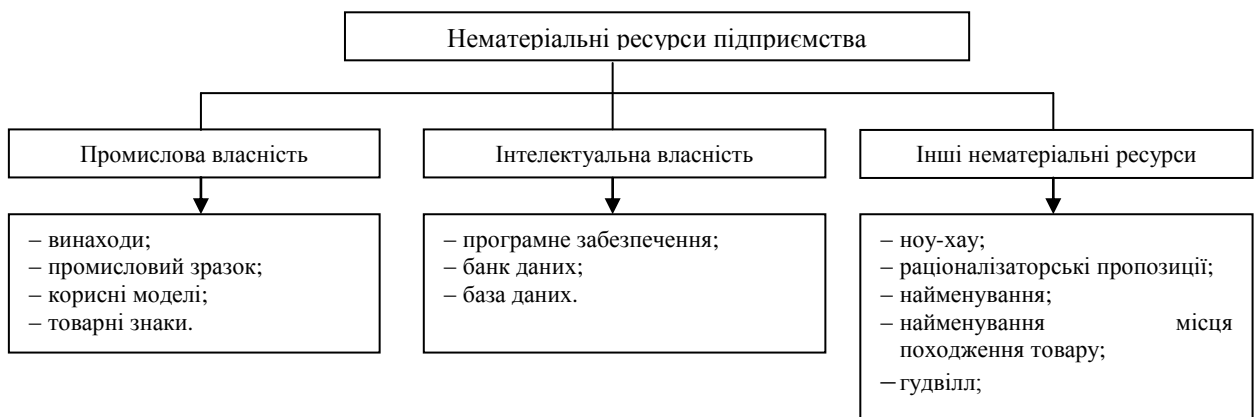 Нематеріальні ресурси підприємства
Промислова власність
Інтелектуальна власність
Інші нематеріальні ресурси
– винаходи;
– промисловий зразок;
– корисні моделі;
– товарні знаки.
– програмне забезпечення;
– банк даних;
– база даних.
– ноу-хау;
– раціоналізаторські пропозиції;
– найменування;
– найменування місця
походження товару;
– гудвілл;